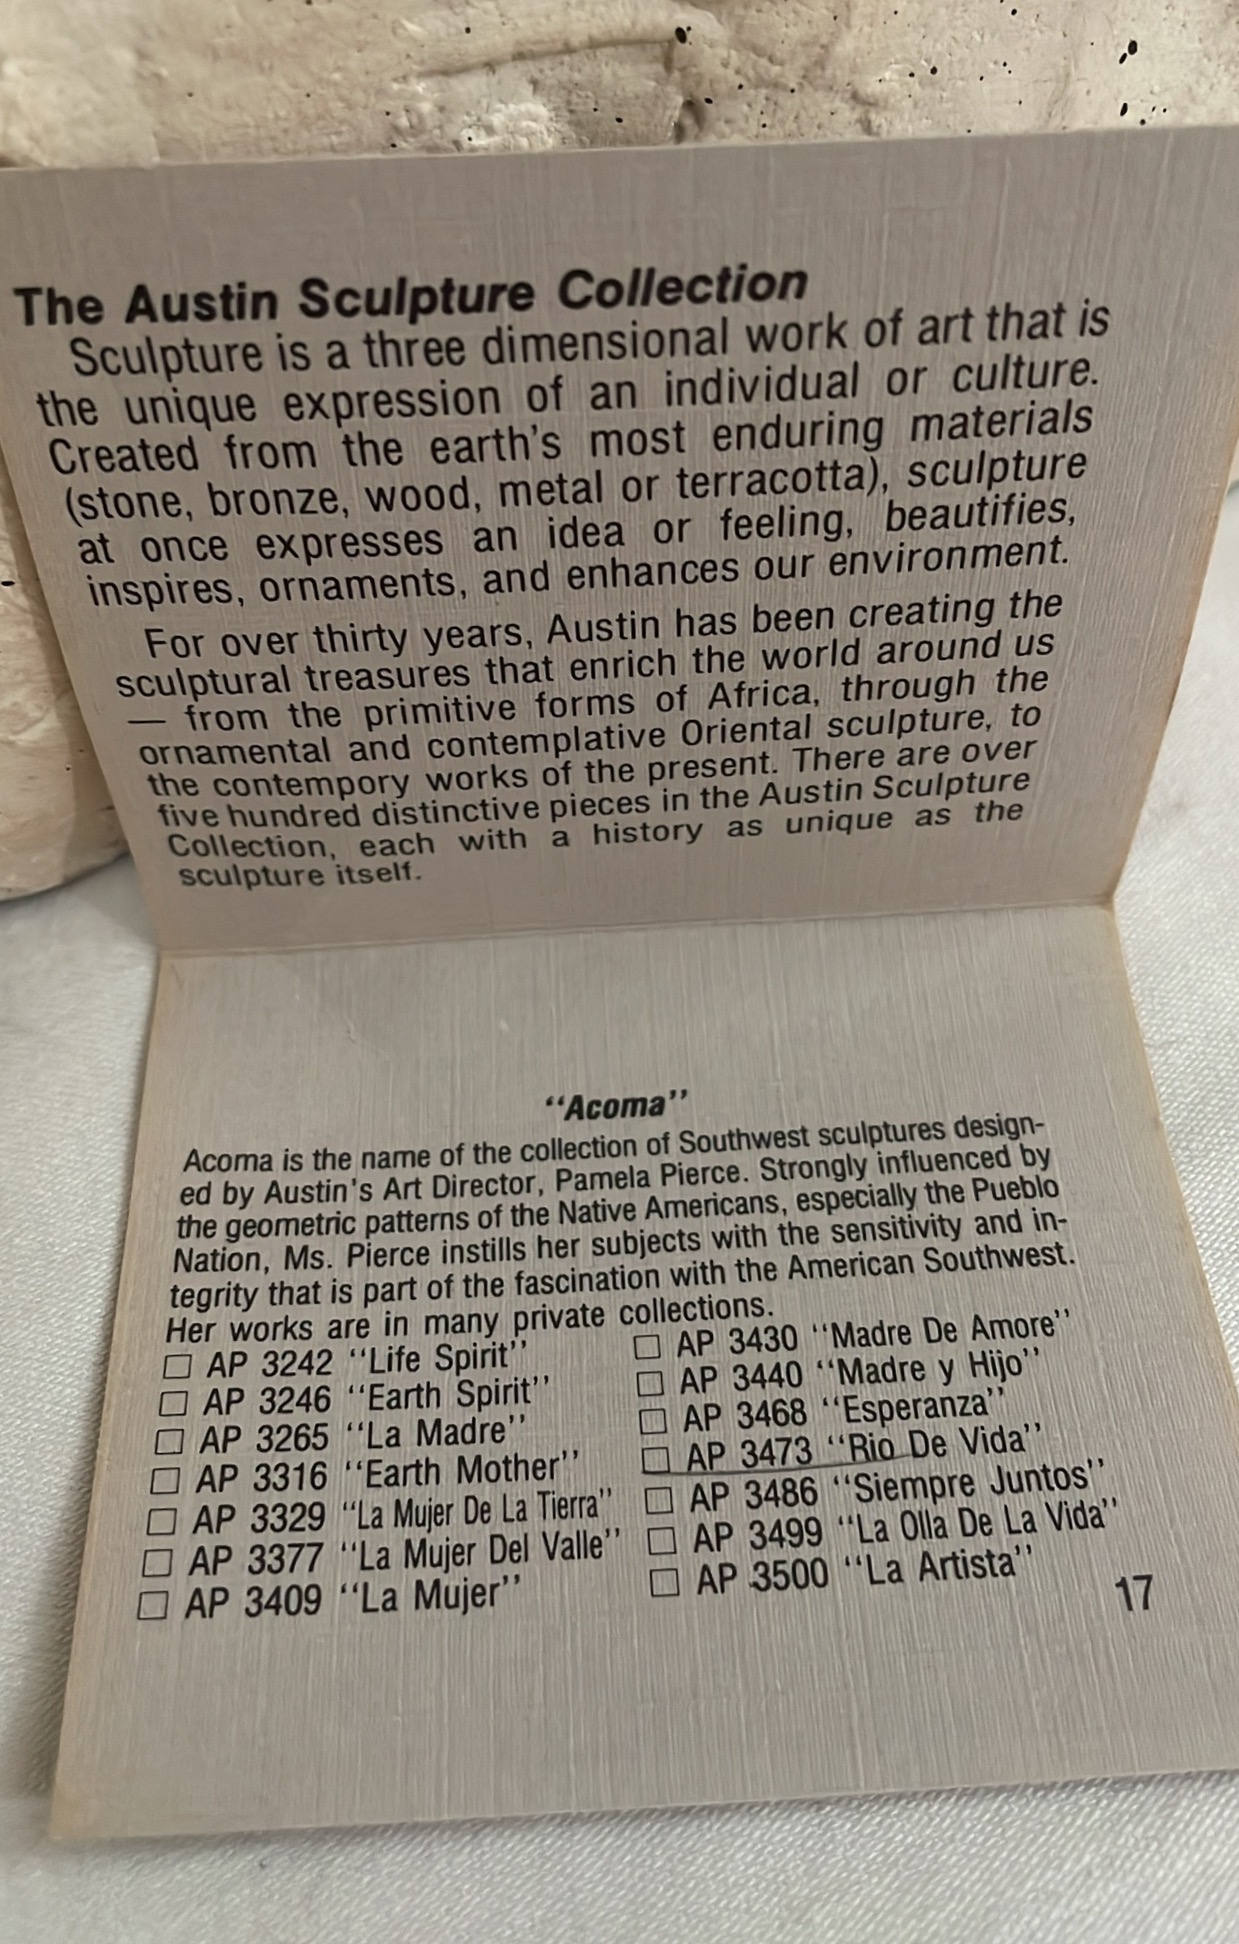 The Austin Sculpture Collection
Sculpture is a three dimensional work of art that is
the unique expression of an individual or culture.
Created from the earth's most enduring materials
(stone, bronze, wood, metal or terracotta), sculpture
at once expresses an idea or feeling, beautifies,
inspires, ornaments, and enhances our environment.
For over thirty years, Austin has been creating the
sculptural treasures that enrich the world around us
— from the primitive forms of Africa, through the
ornamental and contemplative Oriental sculpture, to
the contempory works of the present. There are over
five hundred distinctive pieces in the Austin Sculpture
Collection, each with a history as unique as the
sculpture itself.
"Acoma"
Acoma is the name of the collection of Southwest sculptures design-
ed by Austin's Art Director, Pamela Pierce. Strongly influenced by
the geometric patterns of the Native Americans, especially the Pueblo
Nation, Ms. Pierce instills her subjects with the sensitivity and in-
tegrity that is part of the fascination with the American Southwest.
Her works are in many private collections.
☐ AP 3242 "Life Spirit"
☐ AP 3246 "Earth Spirit"
☐ AP 3265 "La Madre"
☐ AP 3316 "Earth Mother"
☐ AP 3329 "La Mujer De La Tierra"
☐ AP 3377 "La Mujer Del Valle"
☐ AP 3409 "La Mujer"
☐ AP 3430 "Madre De Amore"
☐ AP 3440 "Madre y Hijo"
☐ AP 3468 "Esperanza"
☐ AP 3473 "Rio De Vida"
☐ AP 3486 "Siempre Juntos"
☐ AP 3499 "La Olla De La Vida"
☐ AP 3500 "La Artista"
17